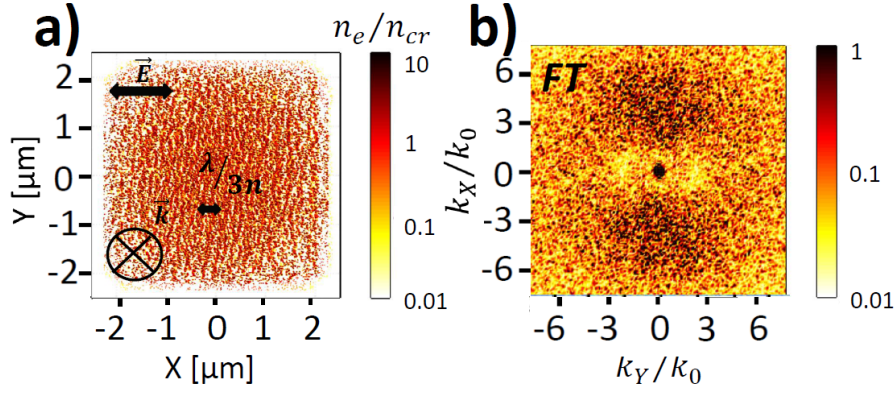 a)
n_e/n_cr
E⃗
λ/3n
k⃗
Y [μm]
2
1
0
-1
-2
-2 -1 0 1 2
X [μm]
10
1
0.1
0.01
b)
FT
k_X/k_0
6
3
0
-3
-6
-6 -3 0 3 6
k_Y/k_0
1
0.1
0.01